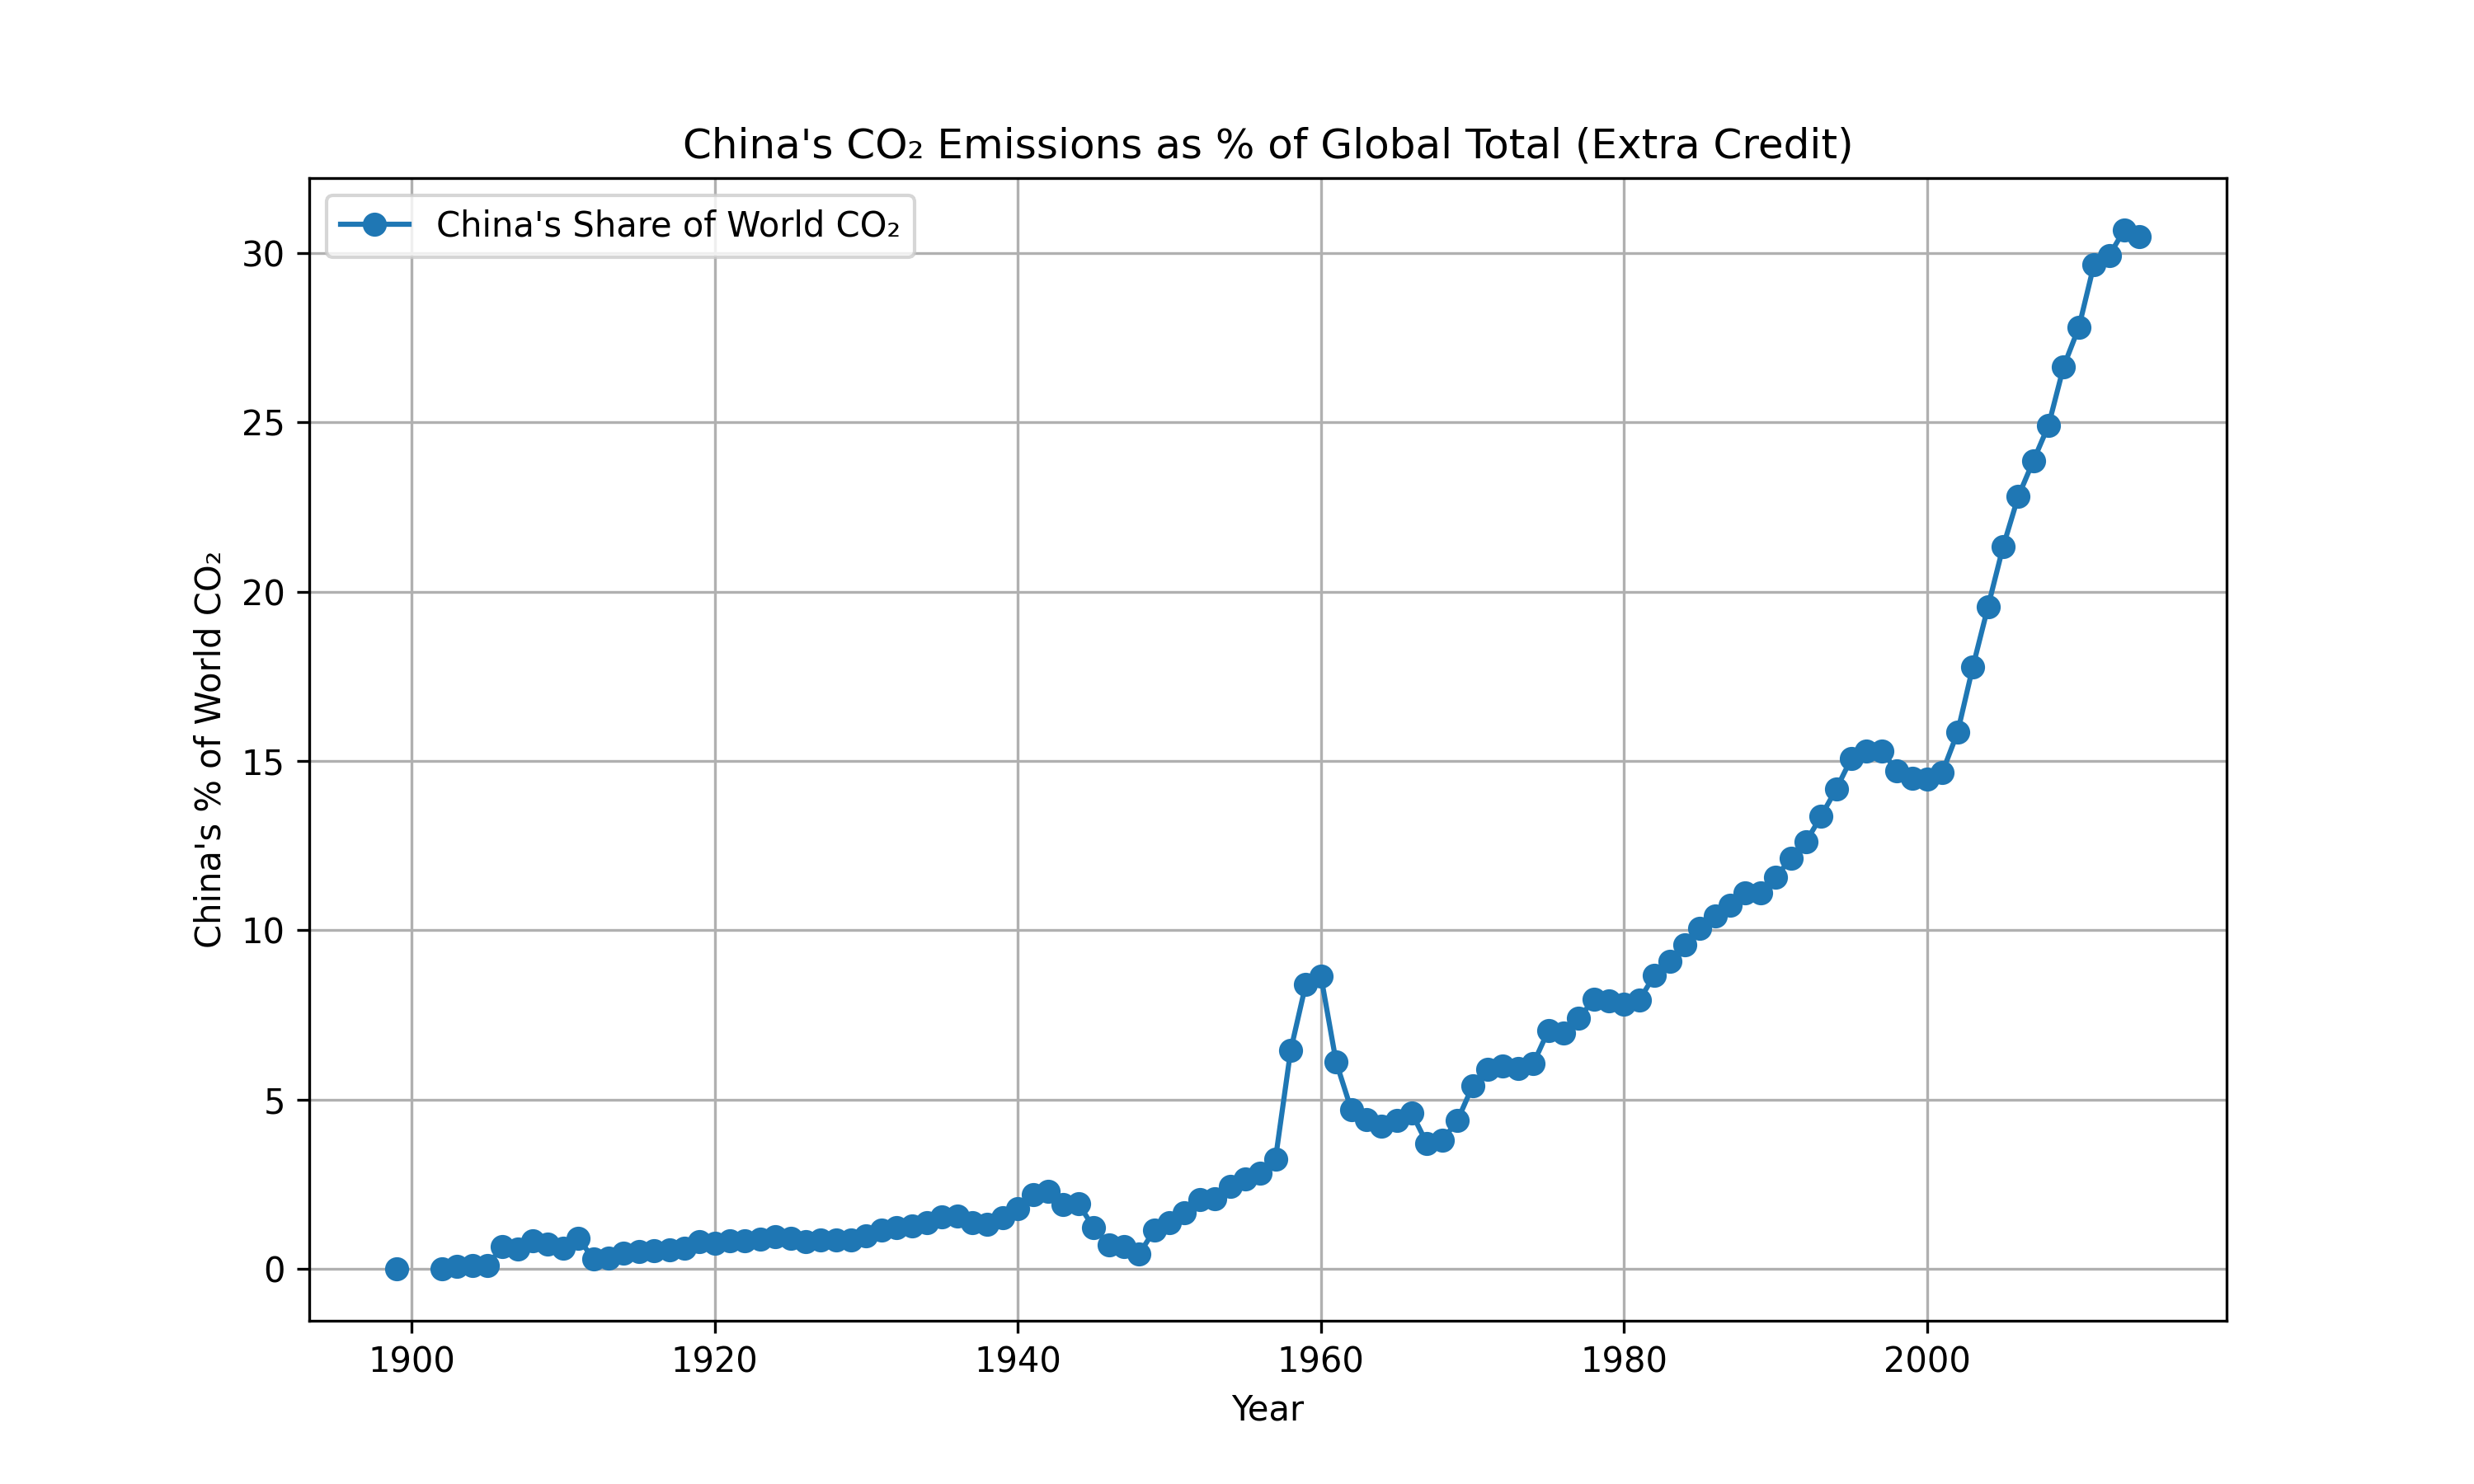 China's CO₂ Emissions as % of Global Total (Extra Credit)
China's Share of World CO₂
China's % of World CO₂
30
25
20
15
10
5
0
1900 1920 1940 1960 1980 2000
Year